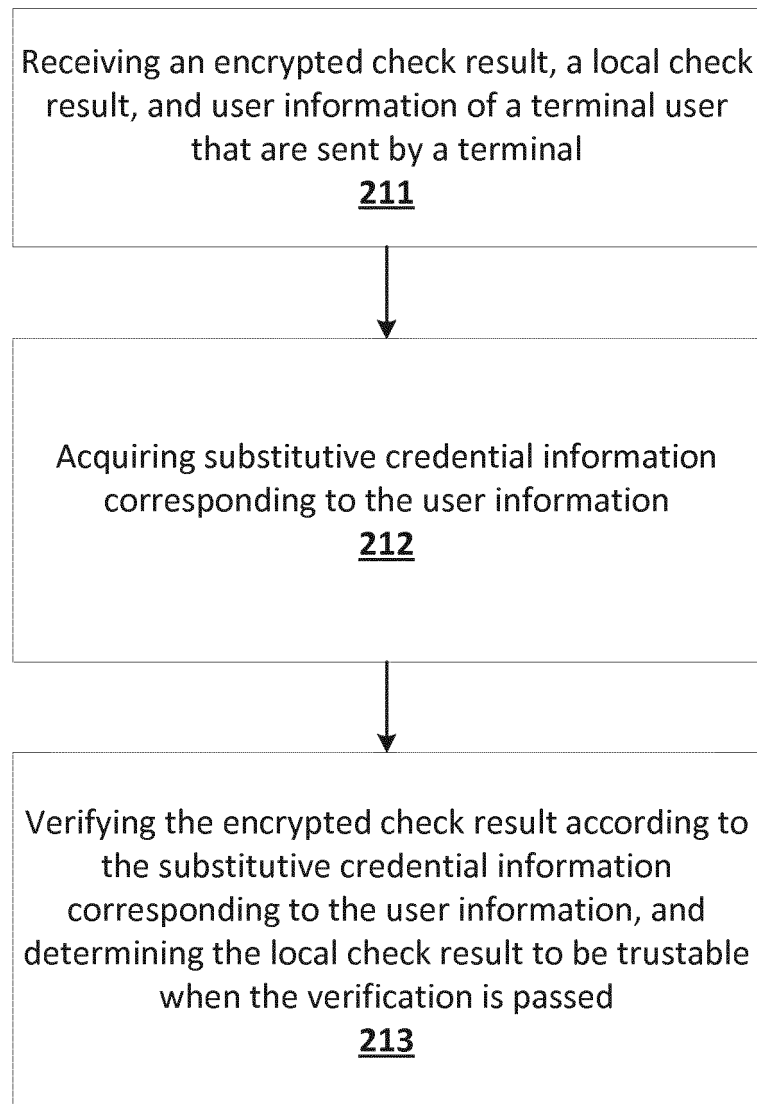 Receiving an encrypted check result, a local check
result, and user information of a terminal user
that are sent by a terminal
211
Acquiring substitutive credential information
corresponding to the user information
212
Verifying the encrypted check result according to
the substitutive credential information
corresponding to the user information, and
determining the local check result to be trustable
when the verification is passed
213